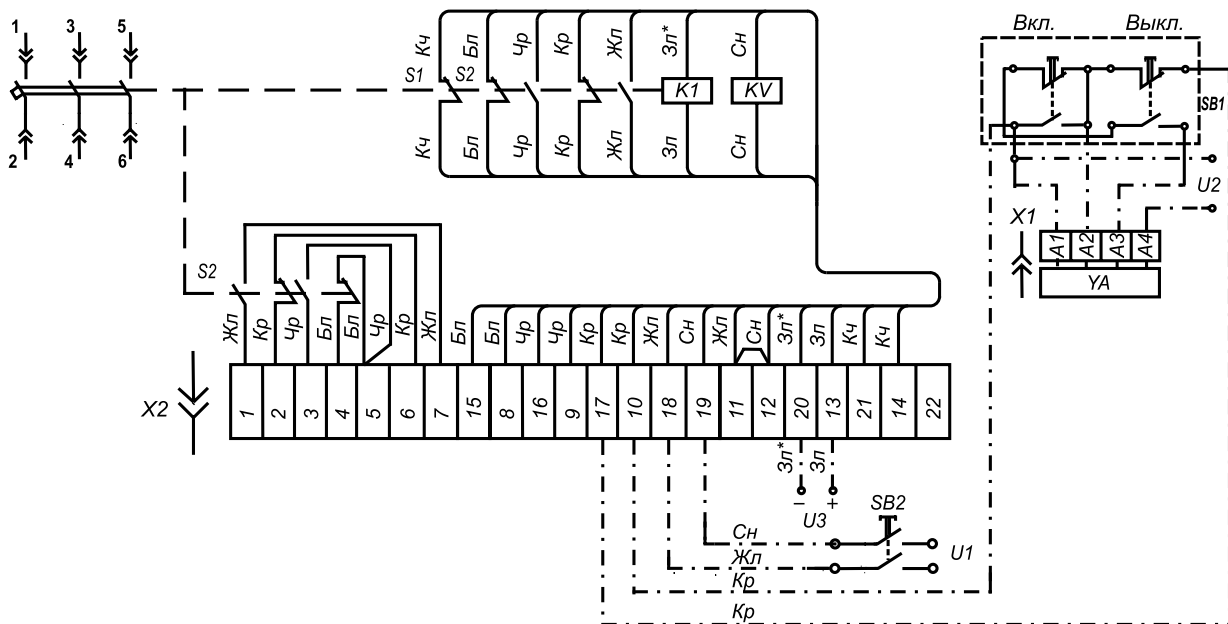 1 3 5
2 4 6
Кч Бл Чр Кр Жл Зл* Сн
S1 S2 K1 KV
Кч Бл Чр Кр Жл Зл Сн
Вкл. Выкл.
SB1
U2
X1
A1 A2 A3 A4
YA
S2
Жл Кр Чр Бл Бл Чр Кр Жл Бл Бл Чр Чр Кр Кр Жл Сн Жл Сн Зл* Зл Кч Кч
X2
1 2 3 4 5 6 7 15 8 16 9 17 10 18 19 11 12 20 13 21 14 22
Зл* Зл
– +
U3
SB2
Сн
U1
Жл
Кр
Кр